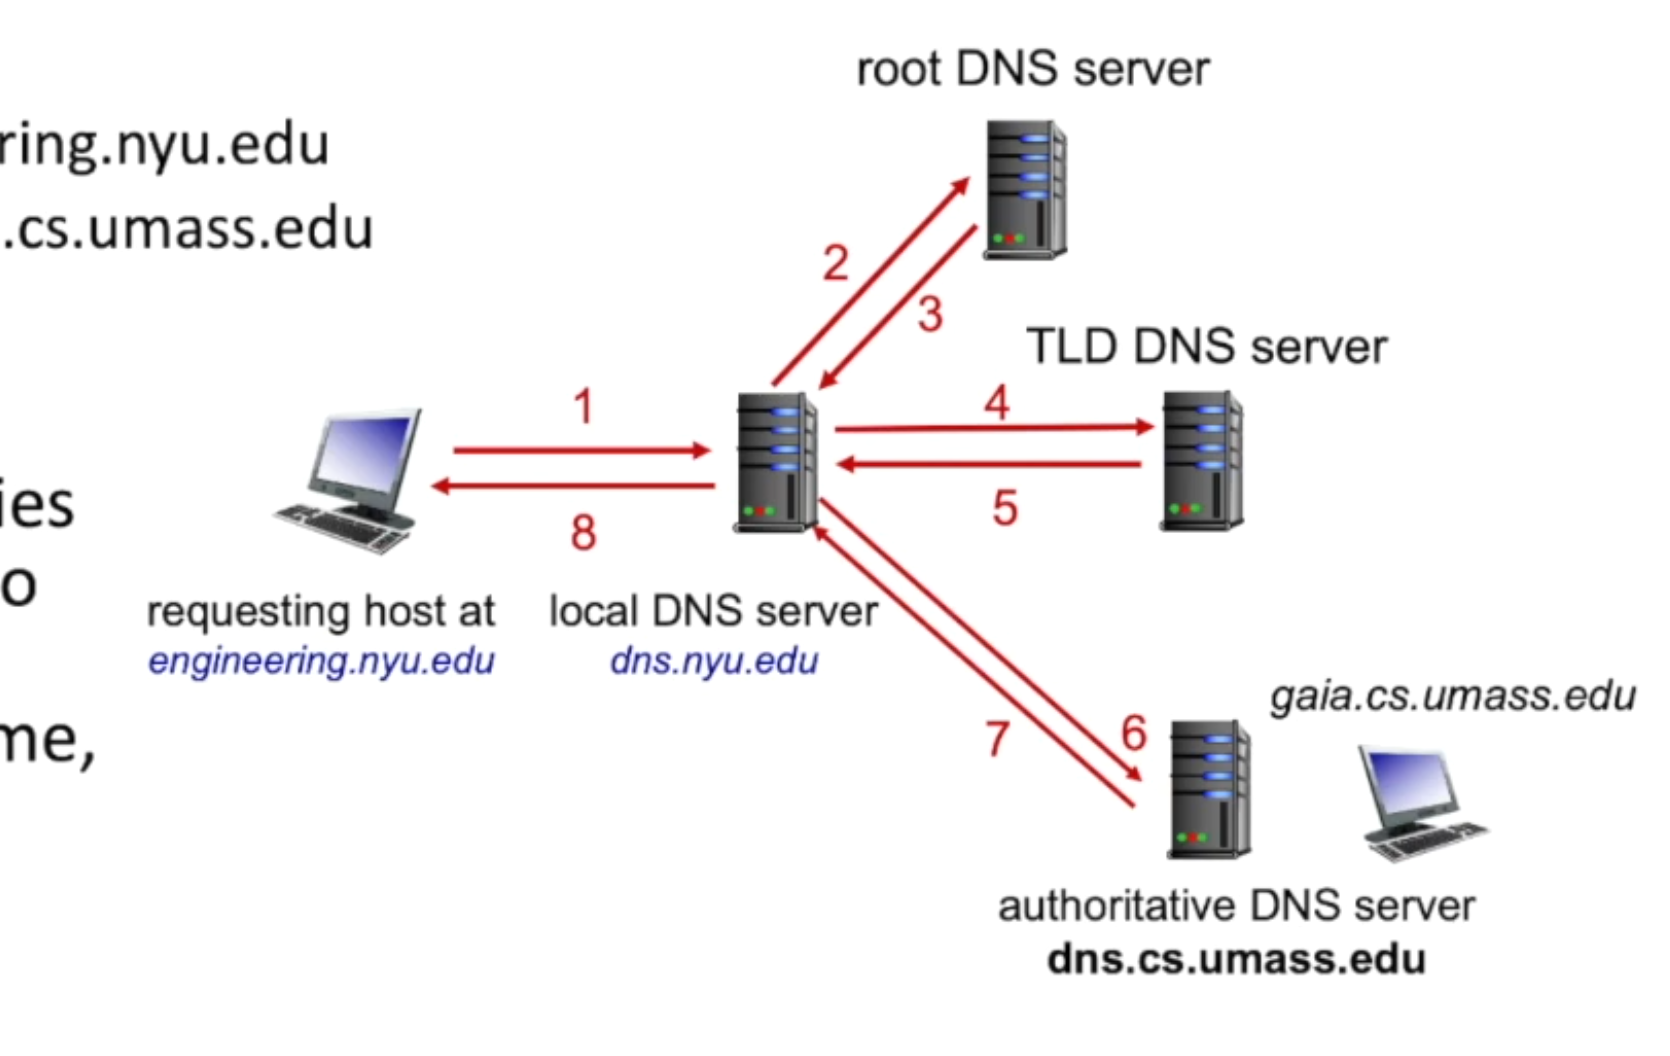 root DNS server
ring.nyu.edu
.cs.umass.edu
2
3
TLD DNS server
1
4
8
5
ies
o
requesting host at
engineering.nyu.edu
local DNS server
dns.nyu.edu
me,
7
6
gaia.cs.umass.edu
authoritative DNS server
dns.cs.umass.edu